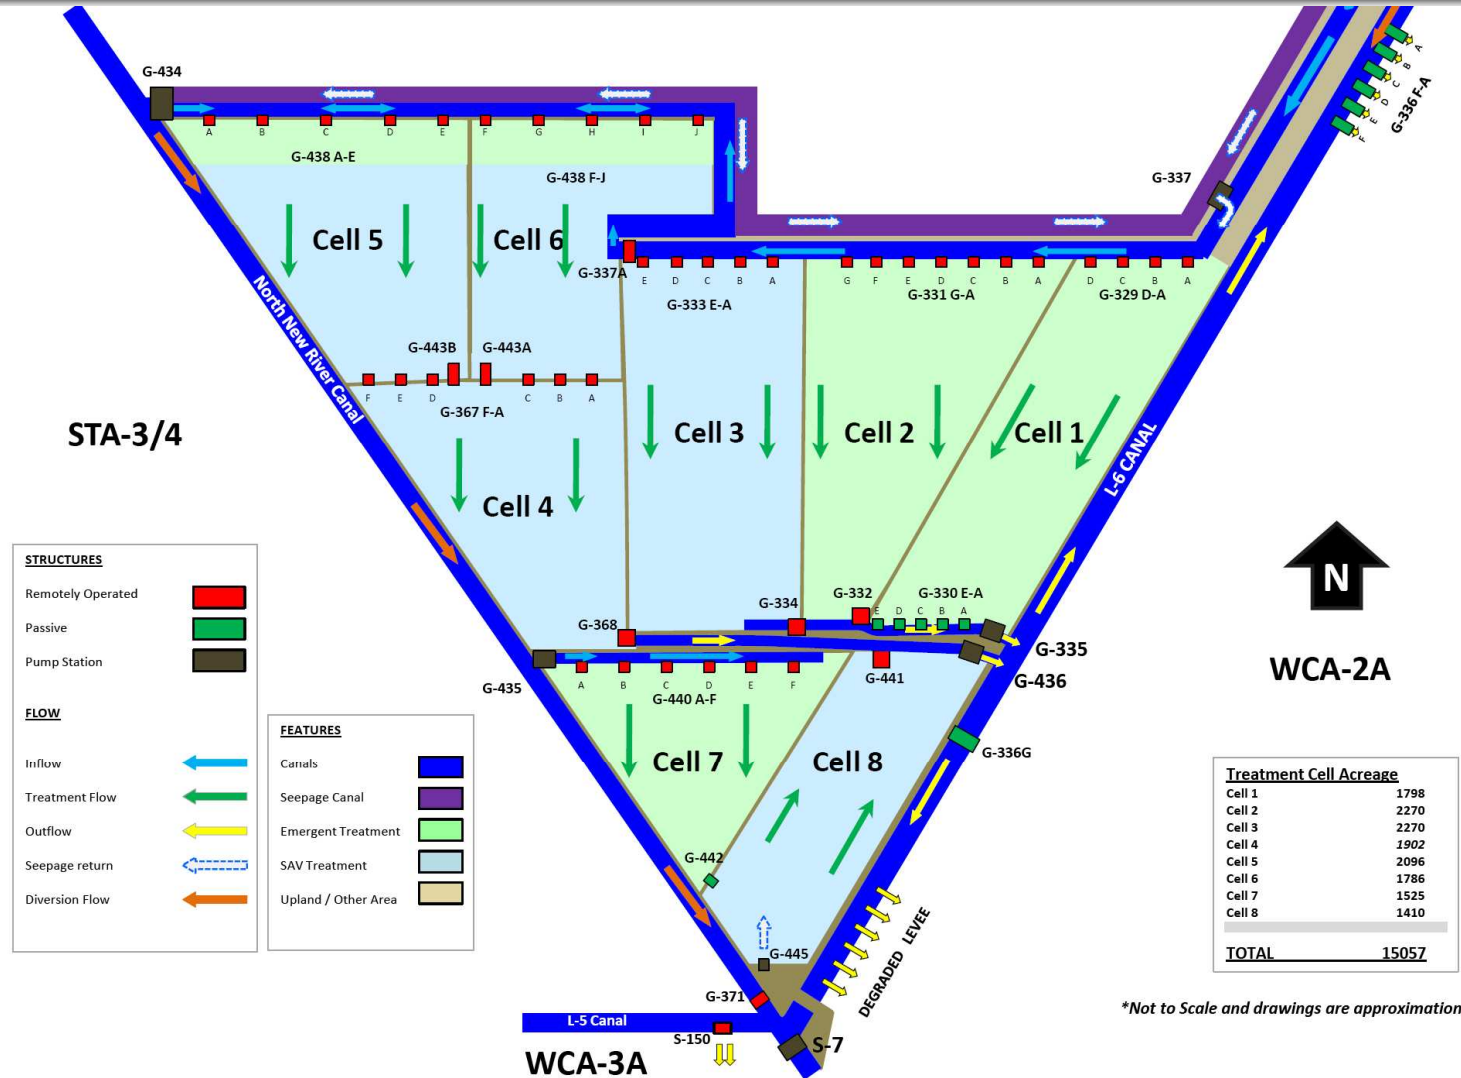 G-434
A B C D E F G H I J
G-438 A-E
G-438 F-J
Cell 5
Cell 6
G-337
G-336 F-A
A
B
C
D
E
F
G-337A
E D C B A
G F E D C B A
D C B A
G-333 E-A
G-331 G-A
G-329 D-A
North New River Canal
G-443B
G-443A
F E D
C B A
G-367 F-A
STA-3/4
Cell 3
Cell 2
Cell 1
L-6 CANAL
Cell 4
N
WCA-2A
G-334
G-332
G-330 E-A
E D C B A
G-368
G-335
G-436
G-435
A B C D E F
G-440 A-F
G-441
G-336G
Cell 7
Cell 8
G-442
G-445
DEGRADED LEVEE
G-371
L-5 Canal
S-150
S-7
WCA-3A
STRUCTURES
Remotely Operated
Passive
Pump Station
FLOW
Inflow
Treatment Flow
Outflow
Seepage return
Diversion Flow
FEATURES
Canals
Seepage Canal
Emergent Treatment
SAV Treatment
Upland / Other Area
Treatment Cell Acreage
Cell 1 1798
Cell 2 2270
Cell 3 2270
Cell 4 1902
Cell 5 2096
Cell 6 1786
Cell 7 1525
Cell 8 1410
TOTAL 15057
*Not to Scale and drawings are approximation